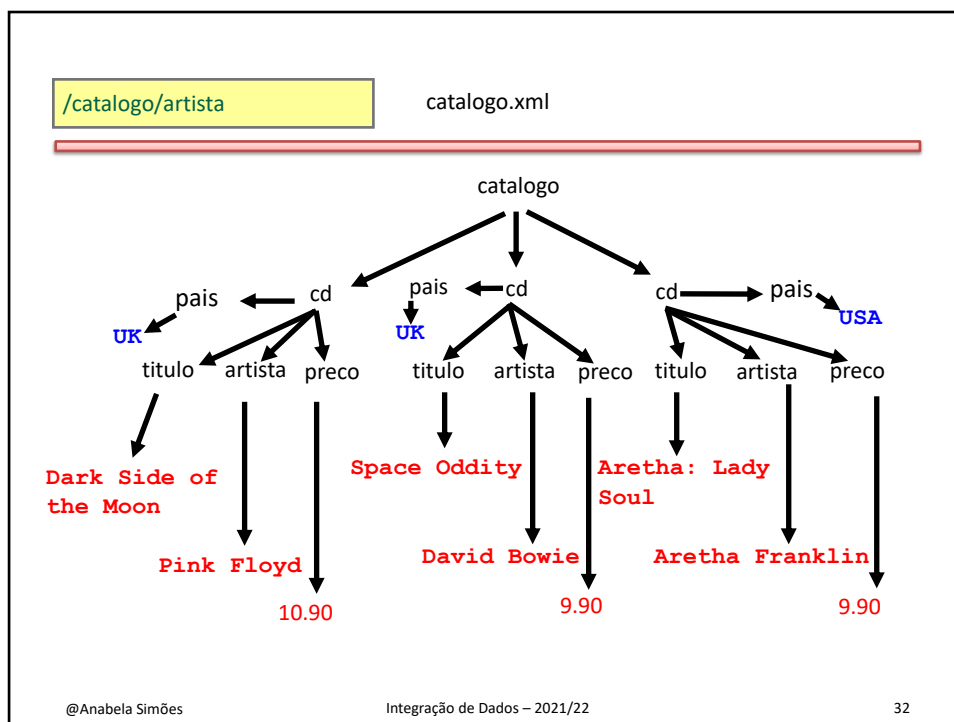 /catalogo/artista catalogo.xml
catalogo
pais cd pais cd cd pais
UK UK USA
titulo artista preco titulo artista preco titulo artista preco
Dark Side of
the Moon
Space Oddity
Aretha: Lady
Soul
Pink Floyd David Bowie Aretha Franklin
10.90 9.90 9.90
@Anabela Simões Integração de Dados – 2021/22 32